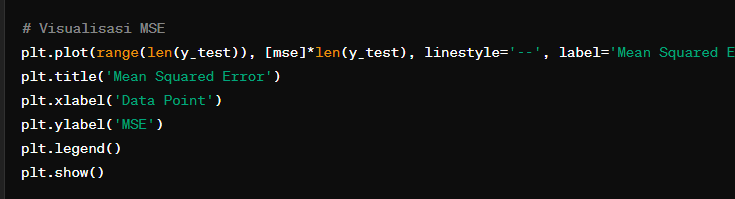 # Visualisasi MSE
plt.plot(range(len(y_test)), [mse]*len(y_test), linestyle='--', label='Mean Squared E
plt.title('Mean Squared Error')
plt.xlabel('Data Point')
plt.ylabel('MSE')
plt.legend()
plt.show()